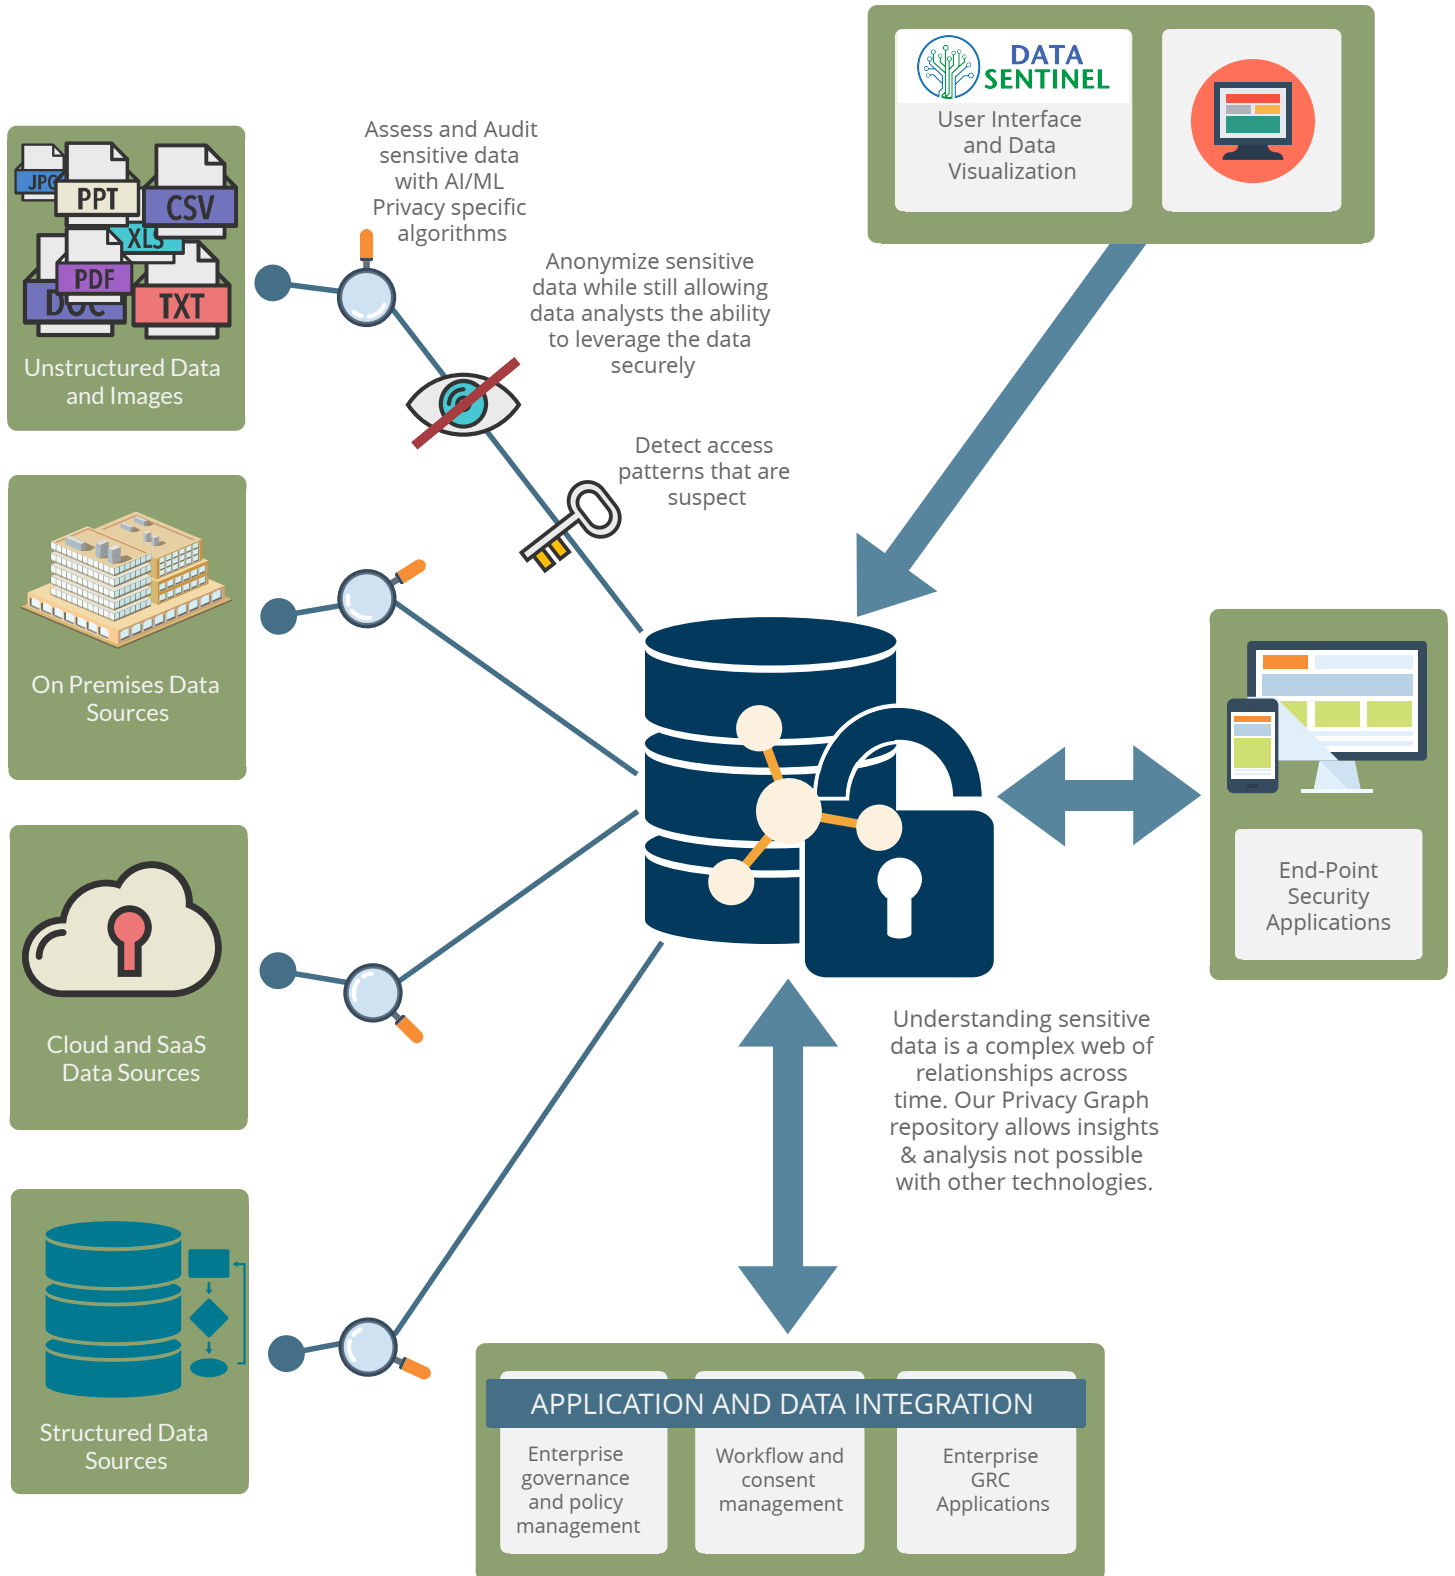 DATA
SENTINEL
User Interface
and Data
Visualization
Assess and Audit
sensitive data
with AI/ML
Privacy specific
algorithms
JPG
PPT
CSV
XLS
PDF
DOC
TXT
Unstructured Data
and Images
Anonymize sensitive
data while still allowing
data analysts the ability
to leverage the data
securely
Detect access
patterns that are
suspect
On Premises Data
Sources
End-Point
Security
Applications
Cloud and SaaS
Data Sources
Understanding sensitive
data is a complex web of
relationships across
time. Our Privacy Graph
repository allows insights
& analysis not possible
with other technologies.
Structured Data
Sources
APPLICATION AND DATA INTEGRATION
Enterprise
governance
and policy
management
Workflow and
consent
management
Enterprise
GRC
Applications